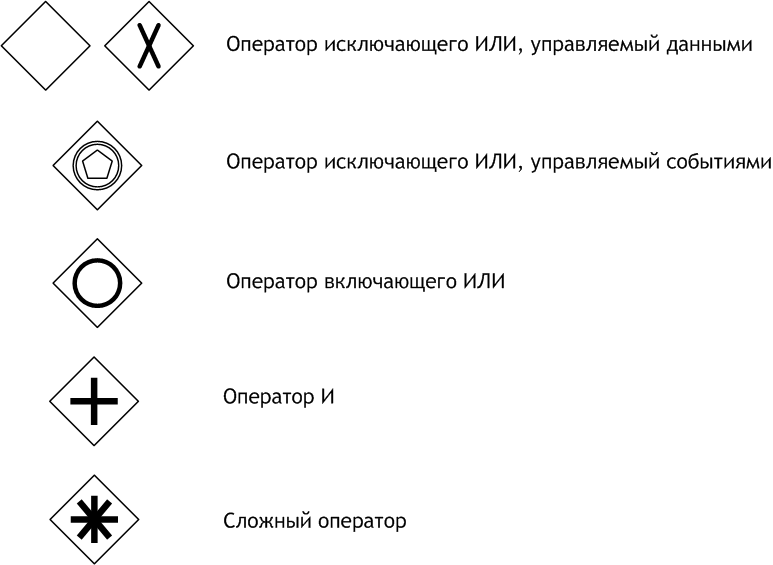 Оператор исключающего ИЛИ, управляемый данными
Оператор исключающего ИЛИ, управляемый событиями
Оператор включающего ИЛИ
Оператор И
Сложный оператор